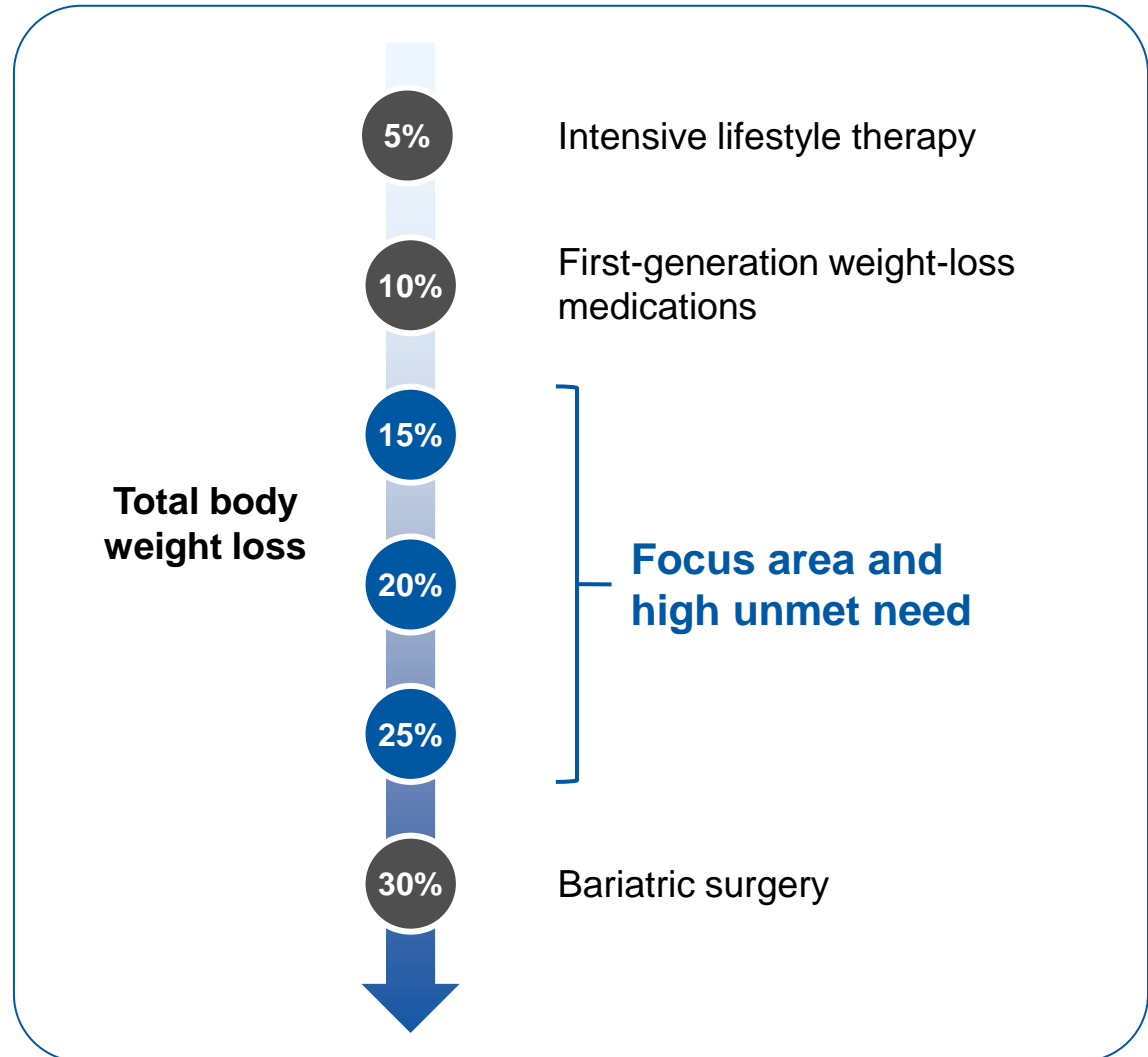 5%
Intensive lifestyle therapy
10%
First-generation weight-loss
medications
15%
Total body
weight loss
20%
Focus area and
high unmet need
25%
30%
Bariatric surgery